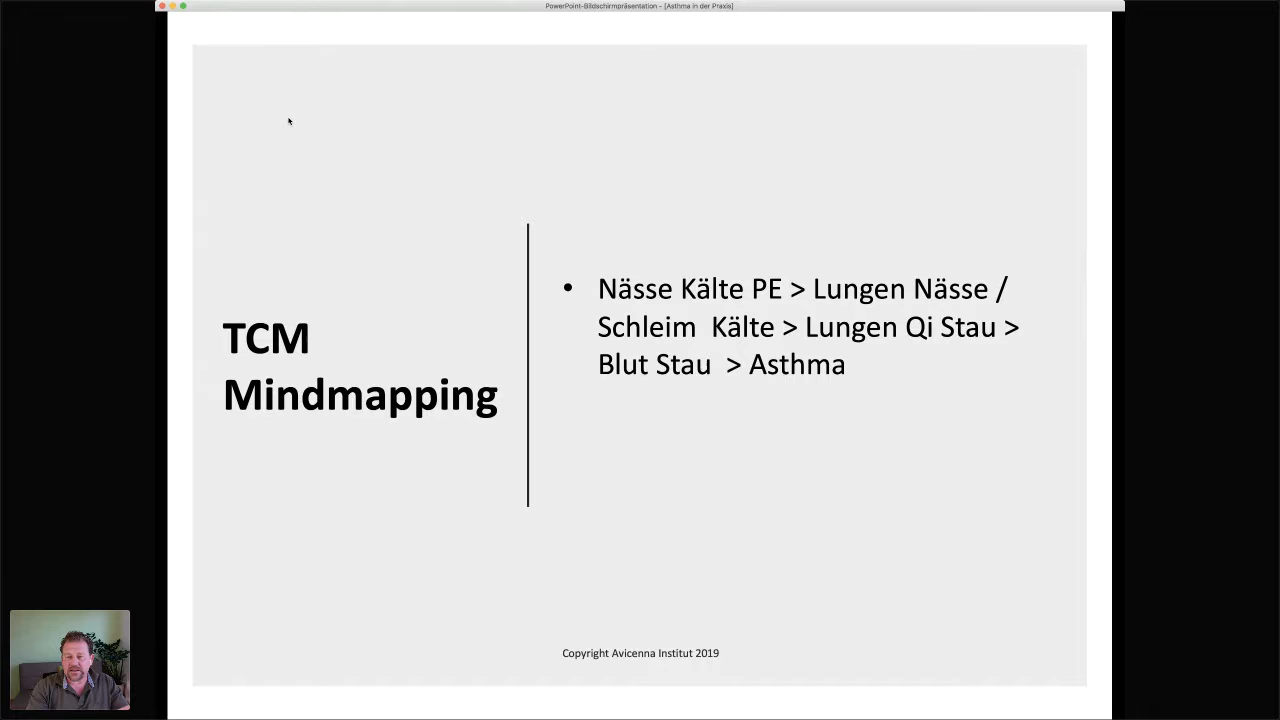 PowerPoint-Bildschirmpräsentation - [Asthma in der Praxis]
TCM
Mindmapping
• Nässe Kälte PE > Lungen Nässe /
Schleim Kälte > Lungen Qi Stau >
Blut Stau > Asthma
Copyright Avicenna Institut 2019